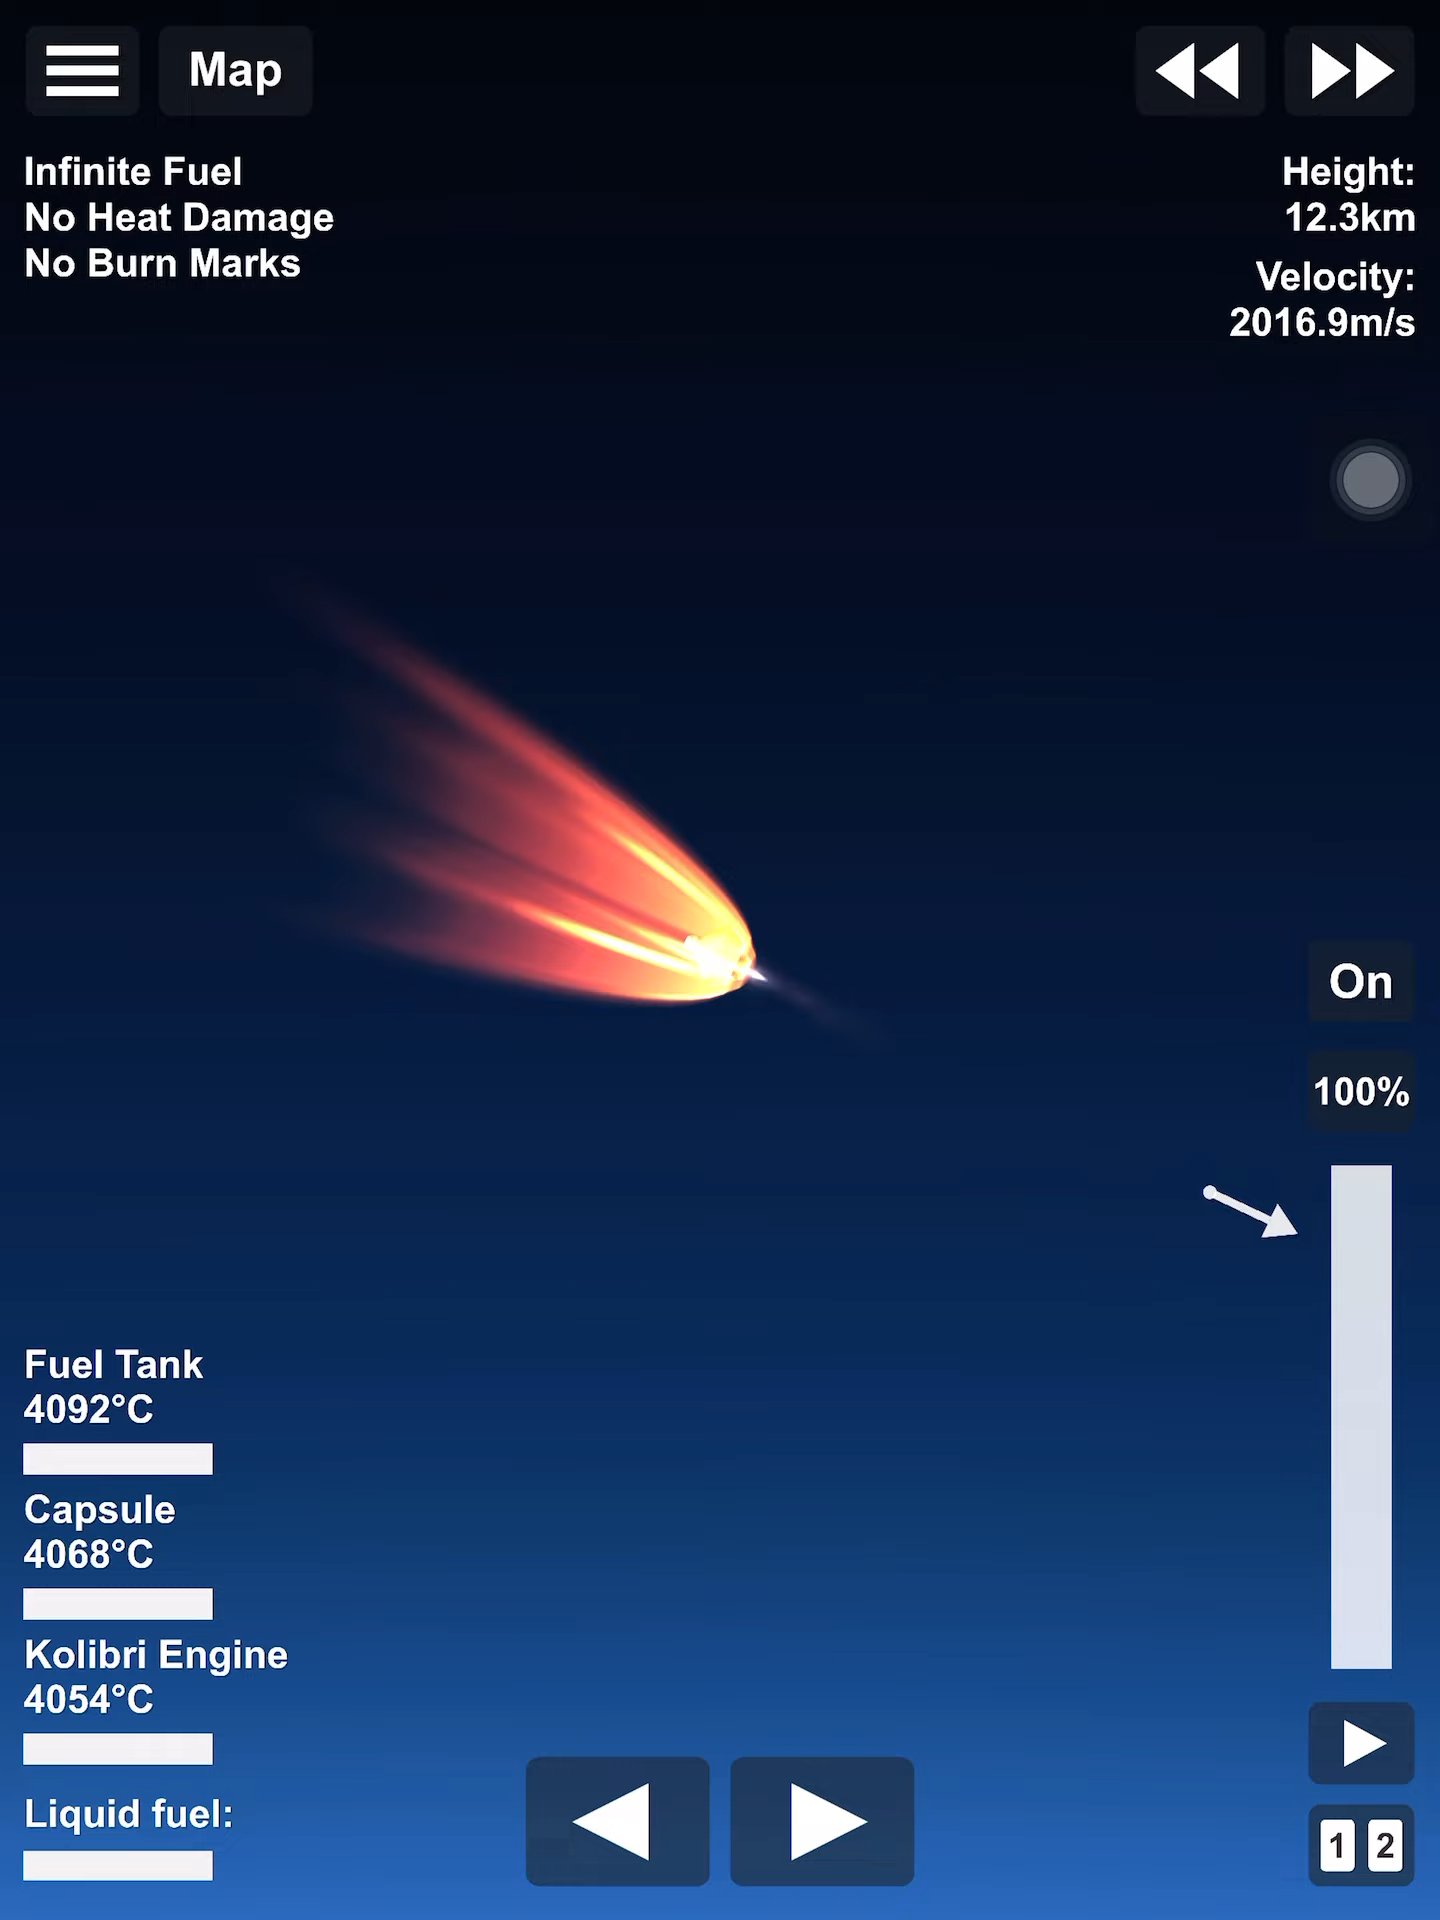 Map
Infinite Fuel
No Heat Damage
No Burn Marks
Height:
12.3km
Velocity:
2016.9m/s
On
100%
Fuel Tank
4092°C
Capsule
4068°C
Kolibri Engine
4054°C
Liquid fuel:
1 2